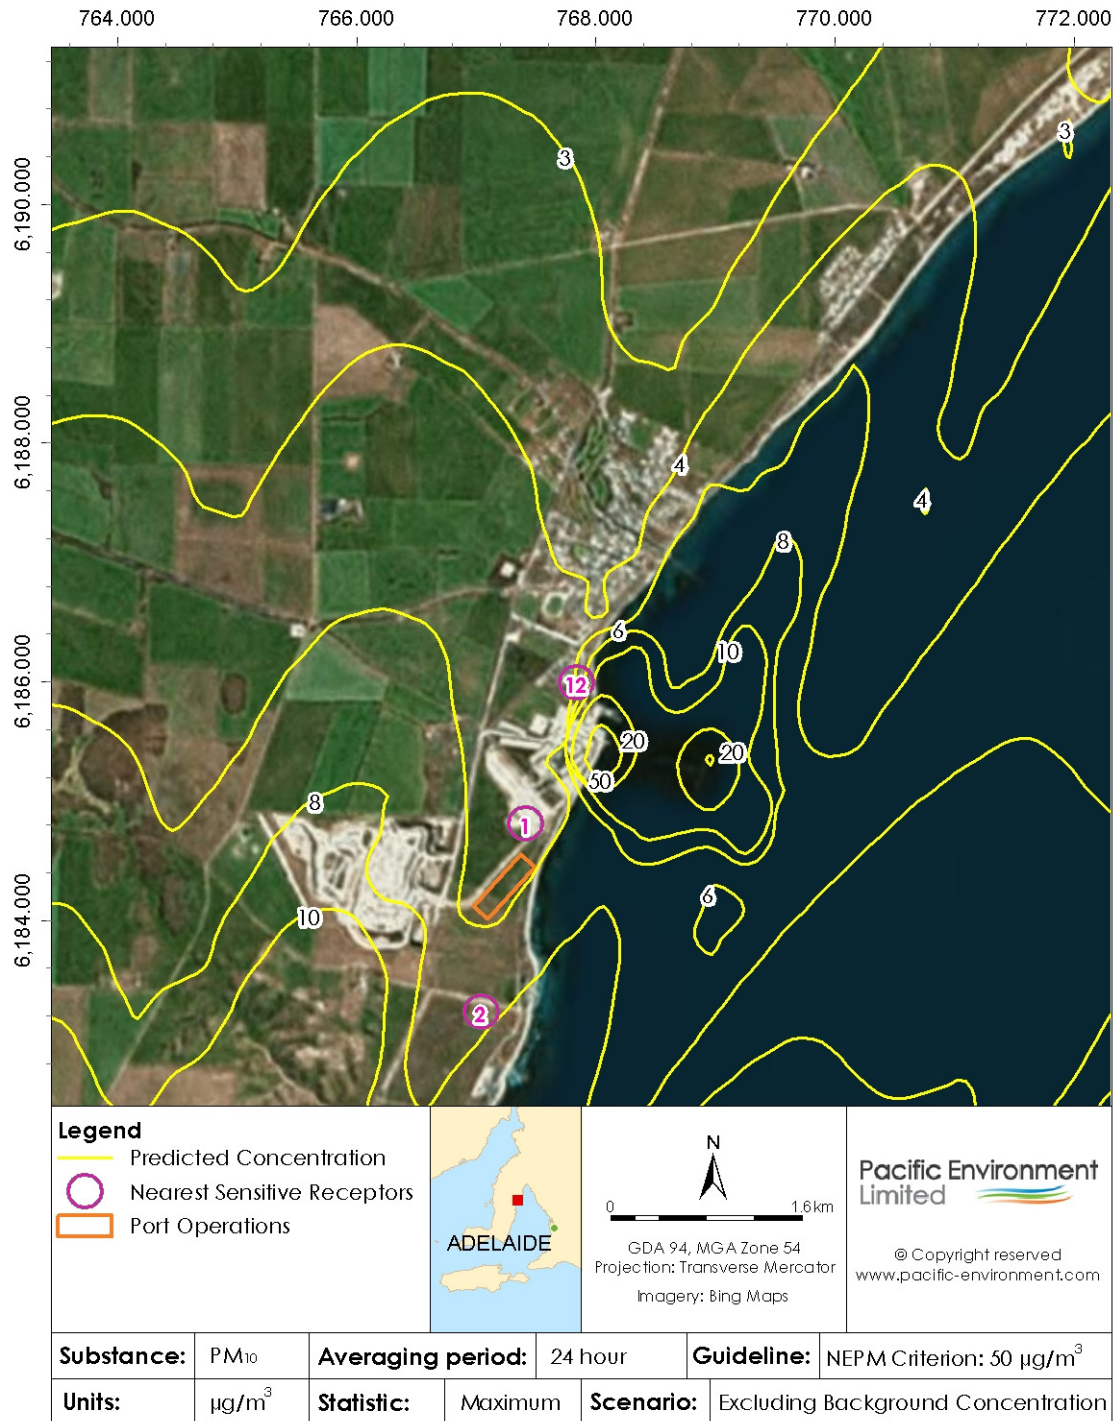 764.000 766.000 768.000 770.000 772.000
6,190.000
6,188.000
6,186.000
6,184.000
3
3
4
4
8
6
10
12
20
20
50
8
1
6
10
2
Legend
Predicted Concentration
Nearest Sensitive Receptors
Port Operations
ADELAIDE
N
0 1.6km
GDA 94, MGA Zone 54
Projection: Transverse Mercator
Imagery: Bing Maps
Pacific Environment
Limited
© Copyright reserved
www.pacific-environment.com
Substance: PM₁₀ Averaging period: 24 hour Guideline: NEPM Criterion: 50 µg/m³
Units: µg/m³ Statistic: Maximum Scenario: Excluding Background Concentration